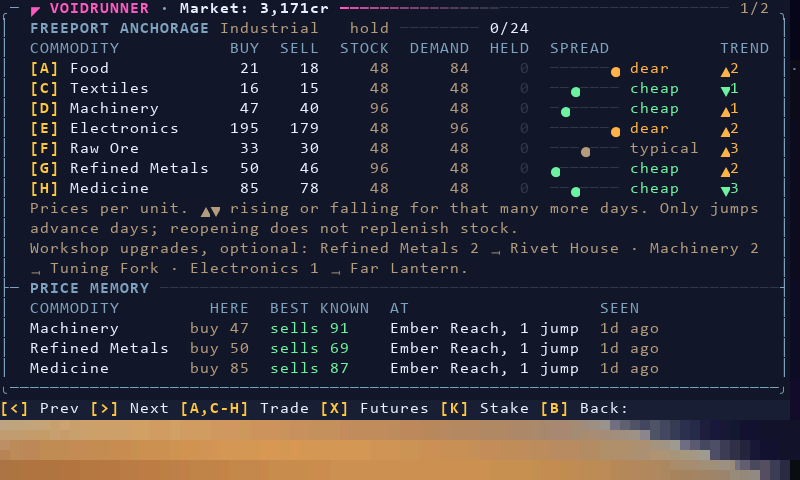 VOIDRUNNER · Market: 3,171cr 1/2
FREEPORT ANCHORAGE Industrial hold 0/24
COMMODITY BUY SELL STOCK DEMAND HELD SPREAD TREND
[A] Food 21 18 48 84 0 dear ▲2
[C] Textiles 16 15 48 48 0 cheap ▼1
[D] Machinery 47 40 96 48 0 cheap ▲1
[E] Electronics 195 179 48 96 0 dear ▲2
[F] Raw Ore 33 30 48 48 0 typical ▲3
[G] Refined Metals 50 46 96 48 0 cheap ▲2
[H] Medicine 85 78 48 48 0 cheap ▼3
Prices per unit. ▲▼ rising or falling for that many more days. Only jumps
advance days; reopening does not replenish stock.
Workshop upgrades, optional: Refined Metals 2 → Rivet House · Machinery 2
→ Tuning Fork · Electronics 1 → Far Lantern.
PRICE MEMORY
COMMODITY HERE BEST KNOWN AT SEEN
Machinery buy 47 sells 91 Ember Reach, 1 jump 1d ago
Refined Metals buy 50 sells 69 Ember Reach, 1 jump 1d ago
Medicine buy 85 sells 87 Ember Reach, 1 jump 1d ago
[<] Prev [>] Next [A,C-H] Trade [X] Futures [K] Stake [B] Back: